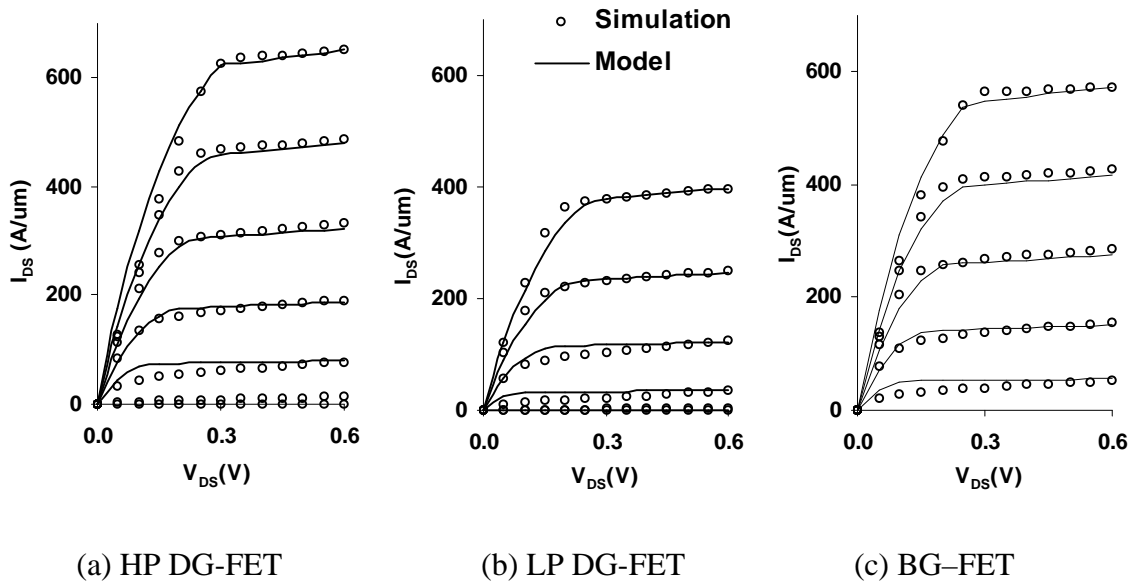 Simulation
Model
600
400
200
0
0.0 0.3 0.6
I_DS (A/um)
V_DS(V)
(a) HP DG-FET
600
400
200
0
0.0 0.3 0.6
I_DS(A/um)
V_DS(V)
(b) LP DG-FET
600
400
200
0
0.0 0.3 0.6
I_DS(A/um)
V_DS(V)
(c) BG–FET